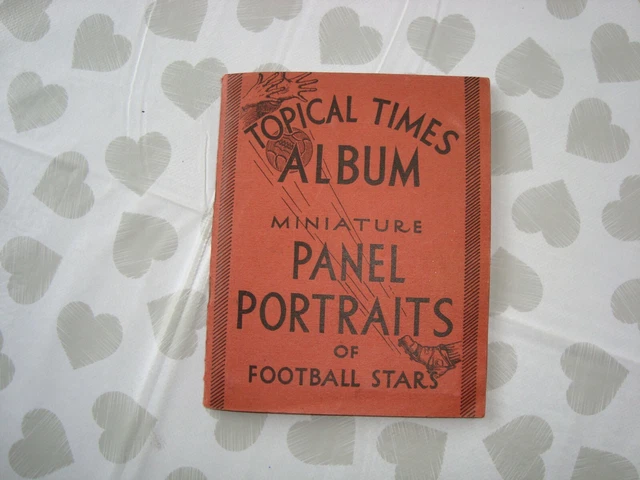 TOPICAL TIMES
ALBUM
MINIATURE
PANEL
PORTRAITS
OF
FOOTBALL STARS